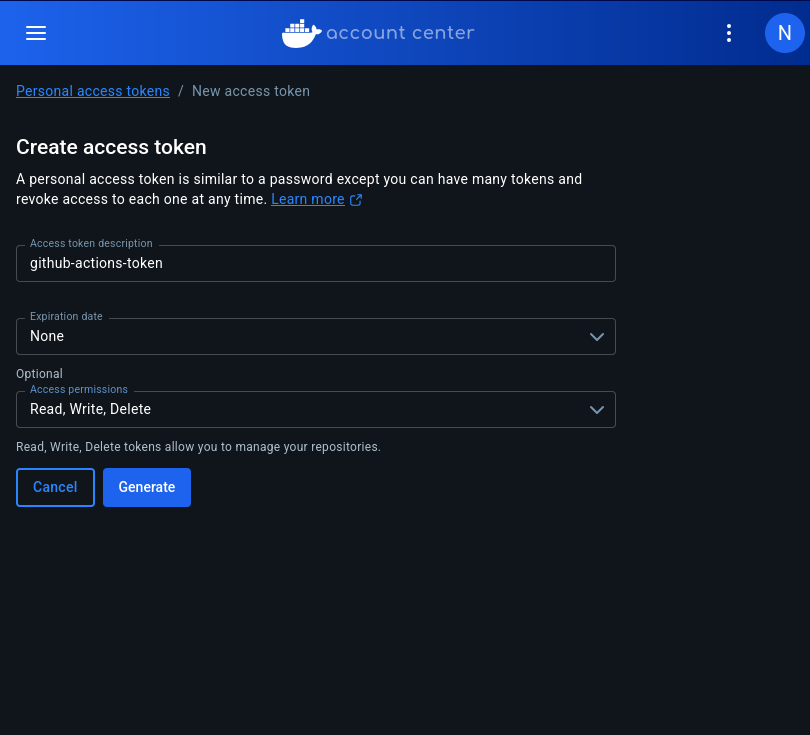 account center
N
Personal access tokens / New access token
Create access token
A personal access token is similar to a password except you can have many tokens and
revoke access to each one at any time. Learn more
Access token description
github-actions-token
Expiration date
None
Optional
Access permissions
Read, Write, Delete
Read, Write, Delete tokens allow you to manage your repositories.
Cancel Generate